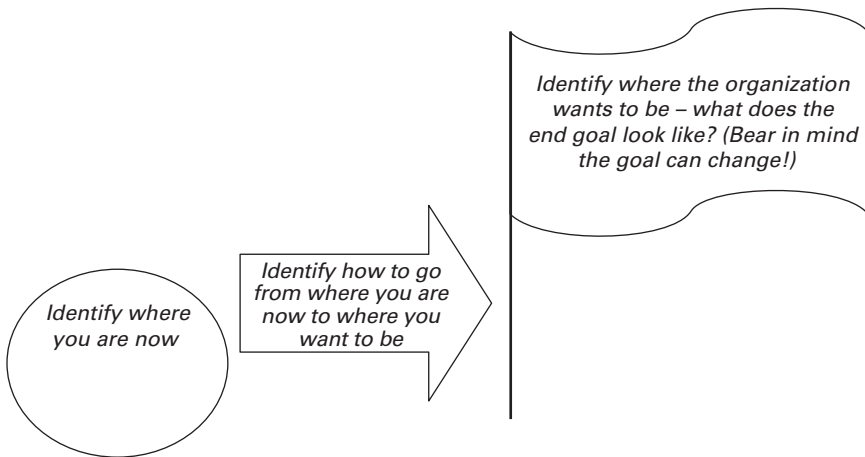 Identify where the organization
wants to be – what does the
end goal look like? (Bear in mind
the goal can change!)
Identify how to go
from where you are
now to where you
want to be
Identify where
you are now